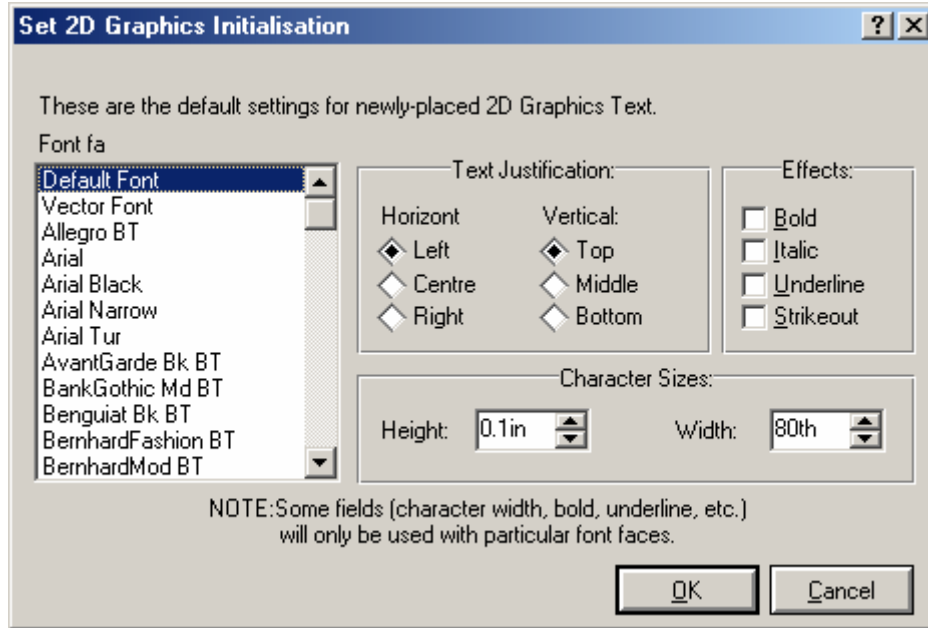 Set 2D Graphics Initialisation
These are the default settings for newly-placed 2D Graphics Text.
Font fa
Default Font
Vector Font
Allegro BT
Arial
Arial Black
Arial Narrow
Arial Tur
AvantGarde Bk BT
BankGothic Md BT
Benguiat Bk BT
BernhardFashion BT
BernhardMod BT
Text Justification:
Horizont
Left
Centre
Right
Vertical:
Top
Middle
Bottom
Effects:
Bold
Italic
Underline
Strikeout
Character Sizes:
Height: 0.1in Width: 80th
NOTE:Some fields (character width, bold, underline, etc.)
will only be used with particular font faces.
OK Cancel